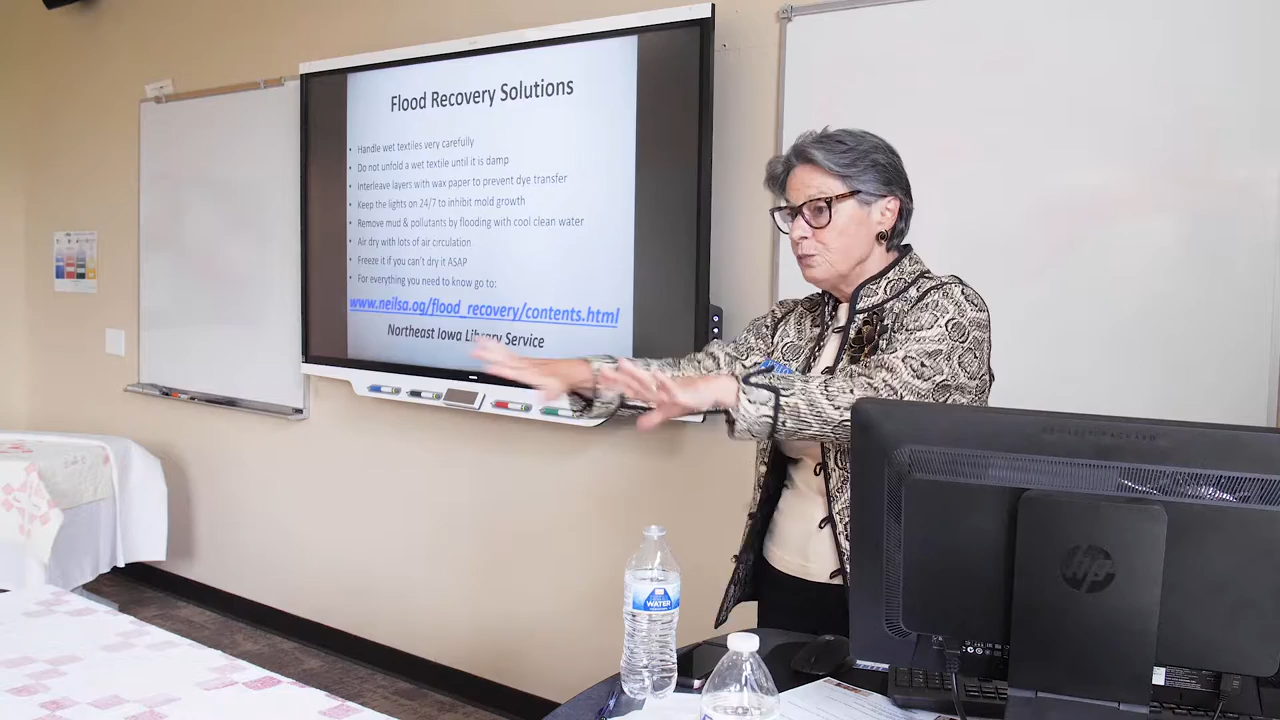 Flood Recovery Solutions
• Handle wet textiles very carefully
• Do not unfold a wet textile until it is damp
• Interleave layers with wax paper to prevent dye transfer
• Keep the lights on 24/7 to inhibit mold growth
• Remove mud & pollutants by flooding with cool clean water
• Air dry with lots of air circulation
• Freeze it if you can't dry it ASAP
• For everything you need to know go to:
www.neilsa.og/flood_recovery/contents.html
Northeast Iowa Library Service
WATER
HEWLETT-PACKARD
hp